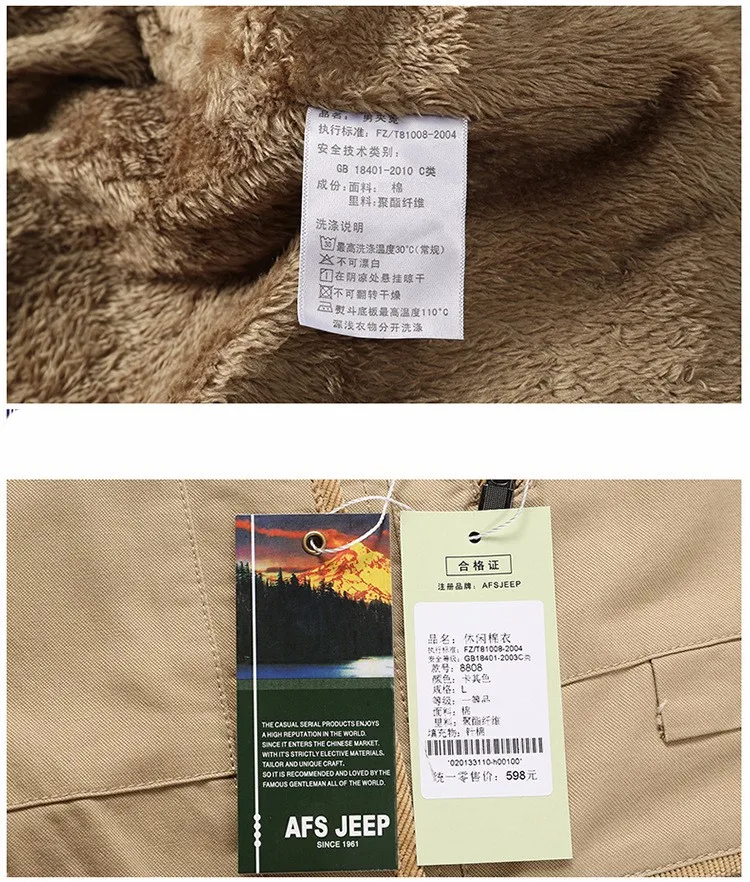 品名: 男夹克
执行标准: FZ/T81008-2004
安全技术类别:
GB 18401-2010 C类
成份: 面料: 棉
里料: 聚酯纤维
洗涤说明
30 最高洗涤温度30℃(常规)
不可漂白
在阴凉处悬挂晾干
不可翻转干燥
熨斗底板最高温度110℃
深浅衣物分开洗涤
THE CASUAL SERIAL PRODUCTS ENJOYS
A HIGH REPUTATION IN THE WORLD.
SINCE IT ENTERS THE CHINESE MARKET,
WITH IT'S STRICTLY ELECTIVE MATERIALS,
TAILOR AND UNIQUE CRAFT,
SO IT IS RECOMMENDED AND LOVED BY THE
FAMOUS GENTLEMAN ALL OF THE WORLD.
AFS JEEP
SINCE 1961
合格证
注册品牌: AFSJEEP
品名: 休闲棉衣
执行标准: FZ/T81008-2004
安全等级: GB18401-2003C类
款号: 8808
颜色: 卡其色
规格: L
等级: 一等品
面料: 棉
里料: 聚酯纤维
填充物: 针棉
*020133110-h00100*
统一零售价: 598元